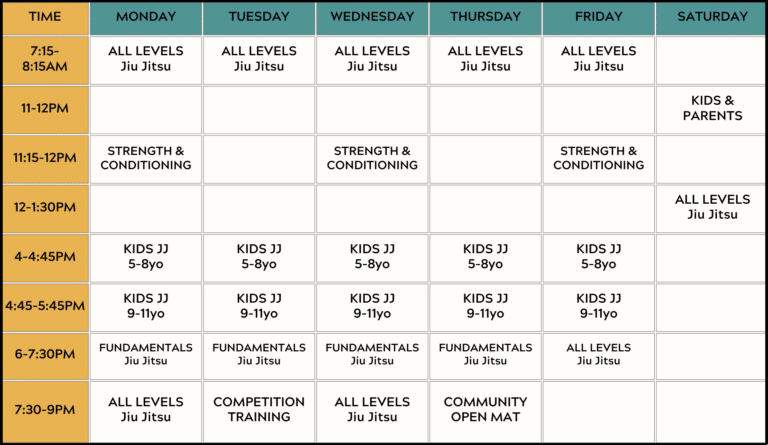 TIME MONDAY TUESDAY WEDNESDAY THURSDAY FRIDAY SATURDAY
7:15-
8:15AM
ALL LEVELS
Jiu Jitsu
ALL LEVELS
Jiu Jitsu
ALL LEVELS
Jiu Jitsu
ALL LEVELS
Jiu Jitsu
ALL LEVELS
Jiu Jitsu
11-12PM
KIDS &
PARENTS
11:15-12PM
STRENGTH &
CONDITIONING
STRENGTH &
CONDITIONING
STRENGTH &
CONDITIONING
12-1:30PM
ALL LEVELS
Jiu Jitsu
4-4:45PM
KIDS JJ
5-8yo
KIDS JJ
5-8yo
KIDS JJ
5-8yo
KIDS JJ
5-8yo
KIDS JJ
5-8yo
4:45-5:45PM
KIDS JJ
9-11yo
KIDS JJ
9-11yo
KIDS JJ
9-11yo
KIDS JJ
9-11yo
KIDS JJ
9-11yo
6-7:30PM
FUNDAMENTALS
Jiu Jitsu
FUNDAMENTALS
Jiu Jitsu
FUNDAMENTALS
Jiu Jitsu
FUNDAMENTALS
Jiu Jitsu
ALL LEVELS
Jiu Jitsu
7:30-9PM
ALL LEVELS
Jiu Jitsu
COMPETITION
TRAINING
ALL LEVELS
Jiu Jitsu
COMMUNITY
OPEN MAT